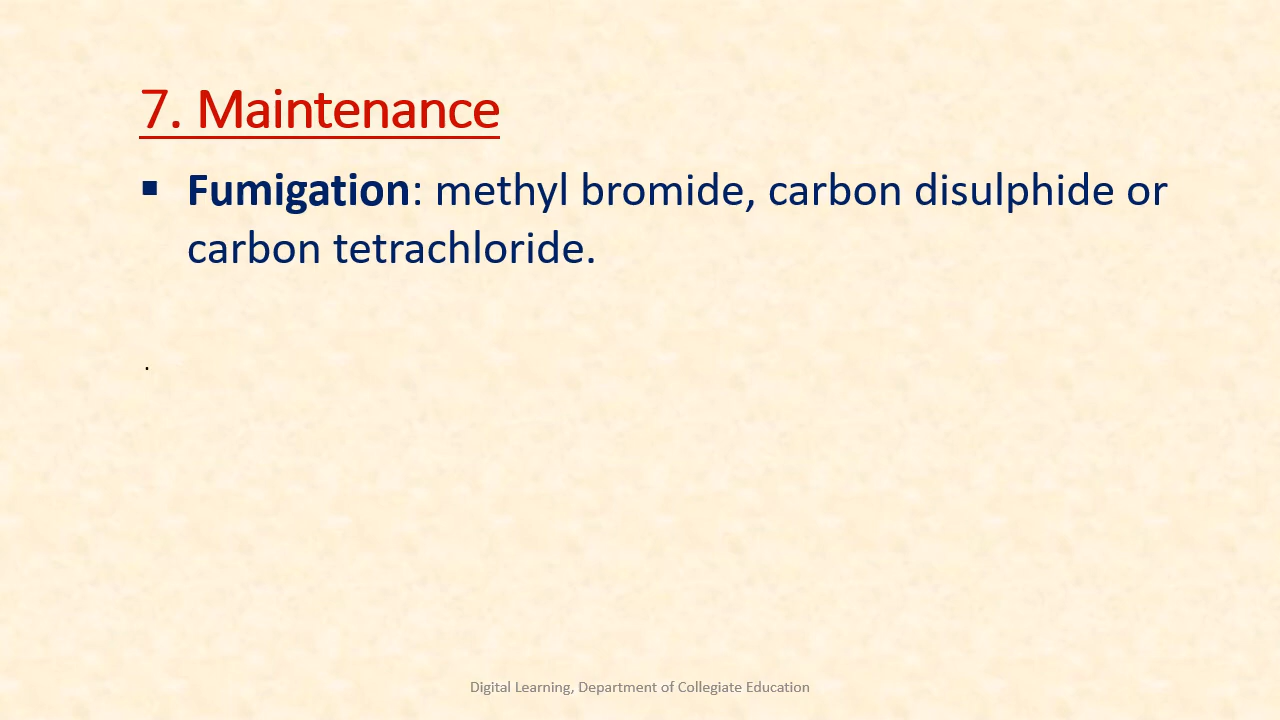 7. Maintenance
▪ Fumigation: methyl bromide, carbon disulphide or
carbon tetrachloride.
.
Digital Learning, Department of Collegiate Education